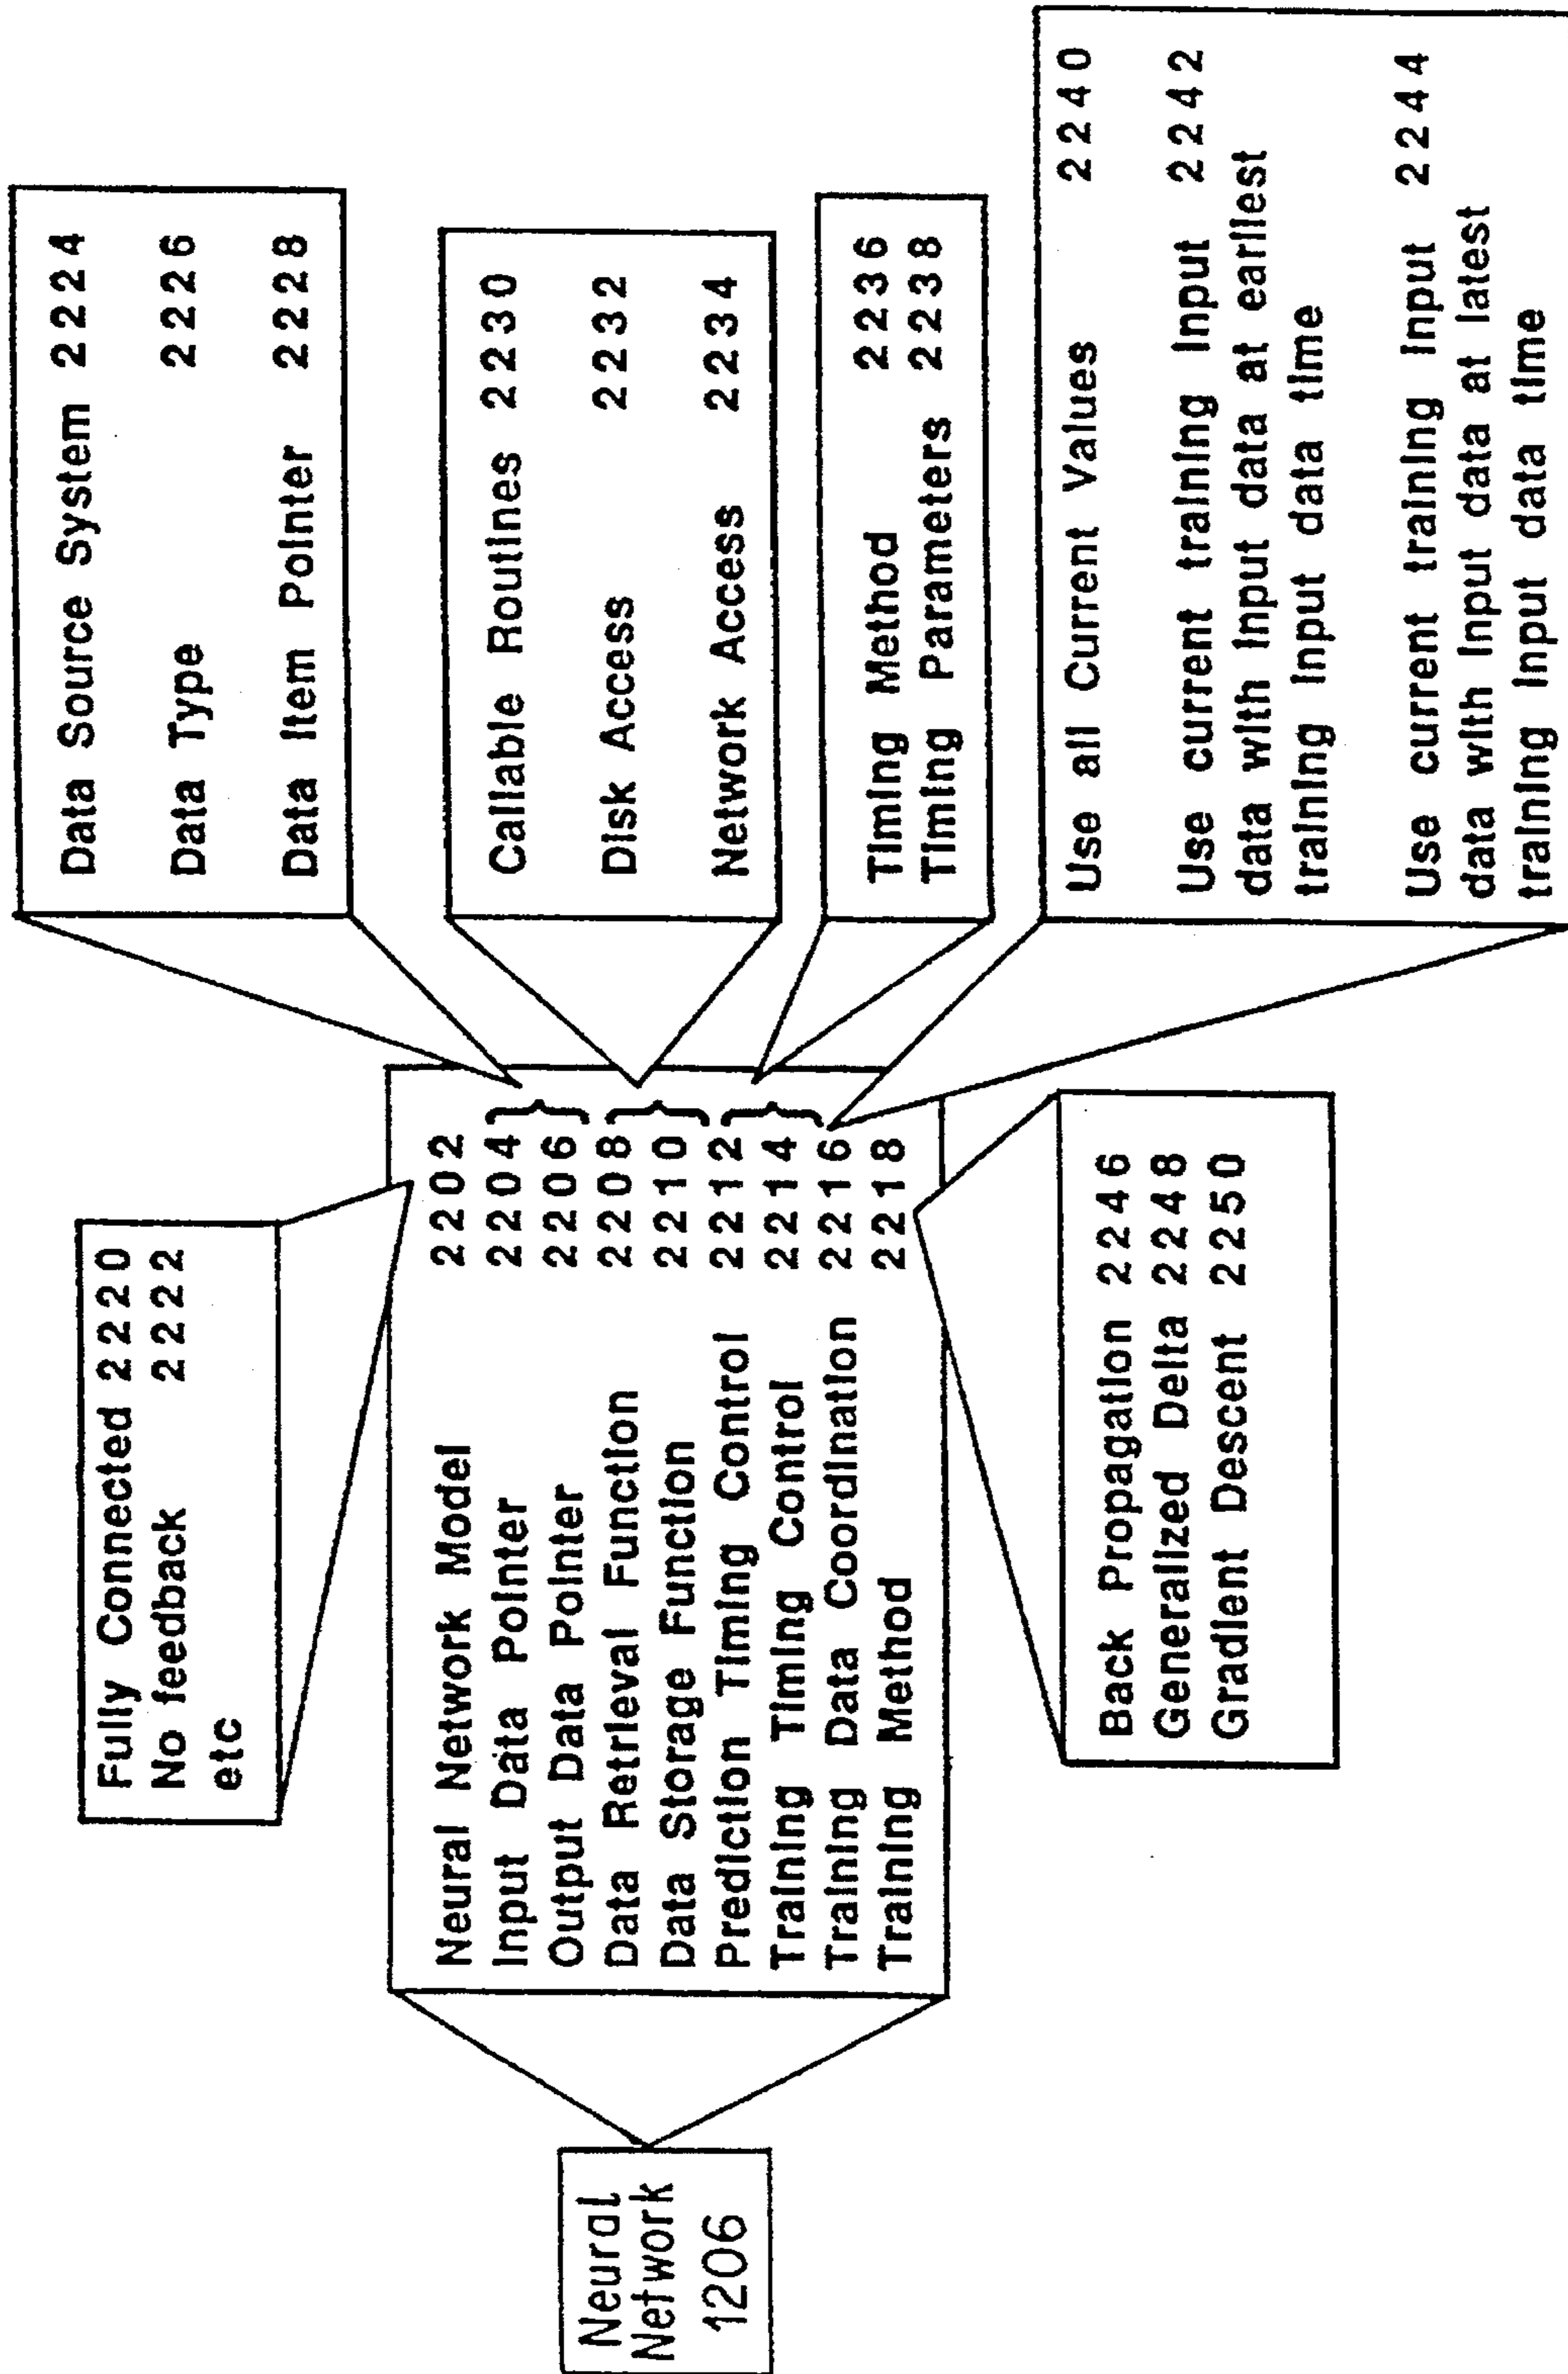 Neural
Network
1206
Fully Connected 2220
No feedback 2222
etc
Neural Network Model 2202
Input Data Pointer 2204
Output Data Pointer 2206
Data Retrieval Function 2208
Data Storage Function 2210
Prediction Timing Control 2212
Training Timing Control 2214
Training Data Coordination 2216
Training Method 2218
Back Propagation 2246
Generalized Delta 2248
Gradient Descent 2250
Data Source System 2224
Data Type 2226
Data Item Pointer 2228
Callable Routines 2230
Disk Access 2232
Network Access 2234
Timing Method 2236
Timing Parameters 2238
Use all Current Values 2240
Use current training input 2242
data with input data at earliest
training input data time
Use current training input 2244
data with input data at latest
training input data time